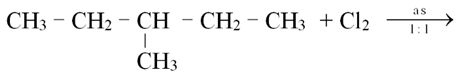 CH₃ – CH₂ – CH – CH₂ – CH₃ + Cl₂ —as 1 : 1→
|
CH₃